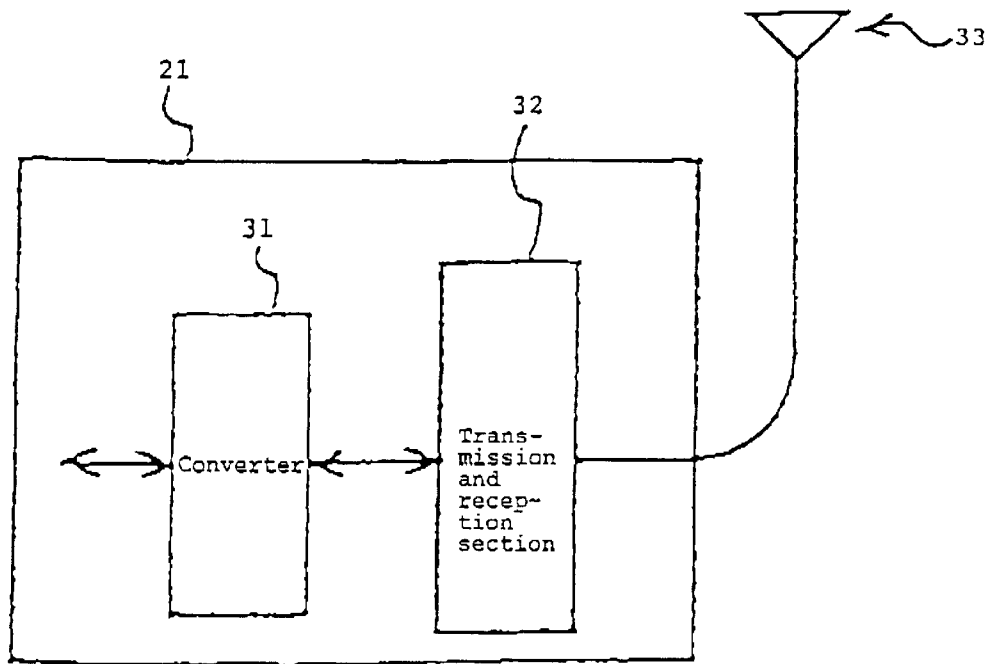 33
21
32
31
Converter
Trans-
mission
and
recep-
tion
section